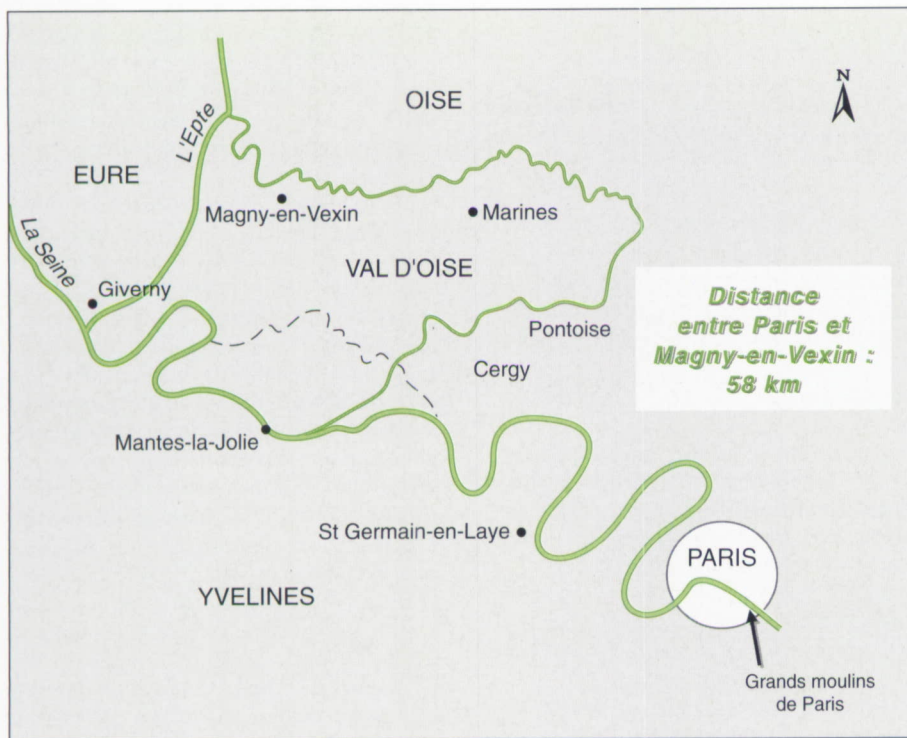 N
OISE
L'Epte
EURE
Magny-en-Vexin
Marines
La Seine
VAL D'OISE
Giverny
Distance
entre Paris et
Magny-en-Vexin :
58 km
Pontoise
Cergy
Mantes-la-Jolie
St Germain-en-Laye
PARIS
YVELINES
Grands moulins
de Paris